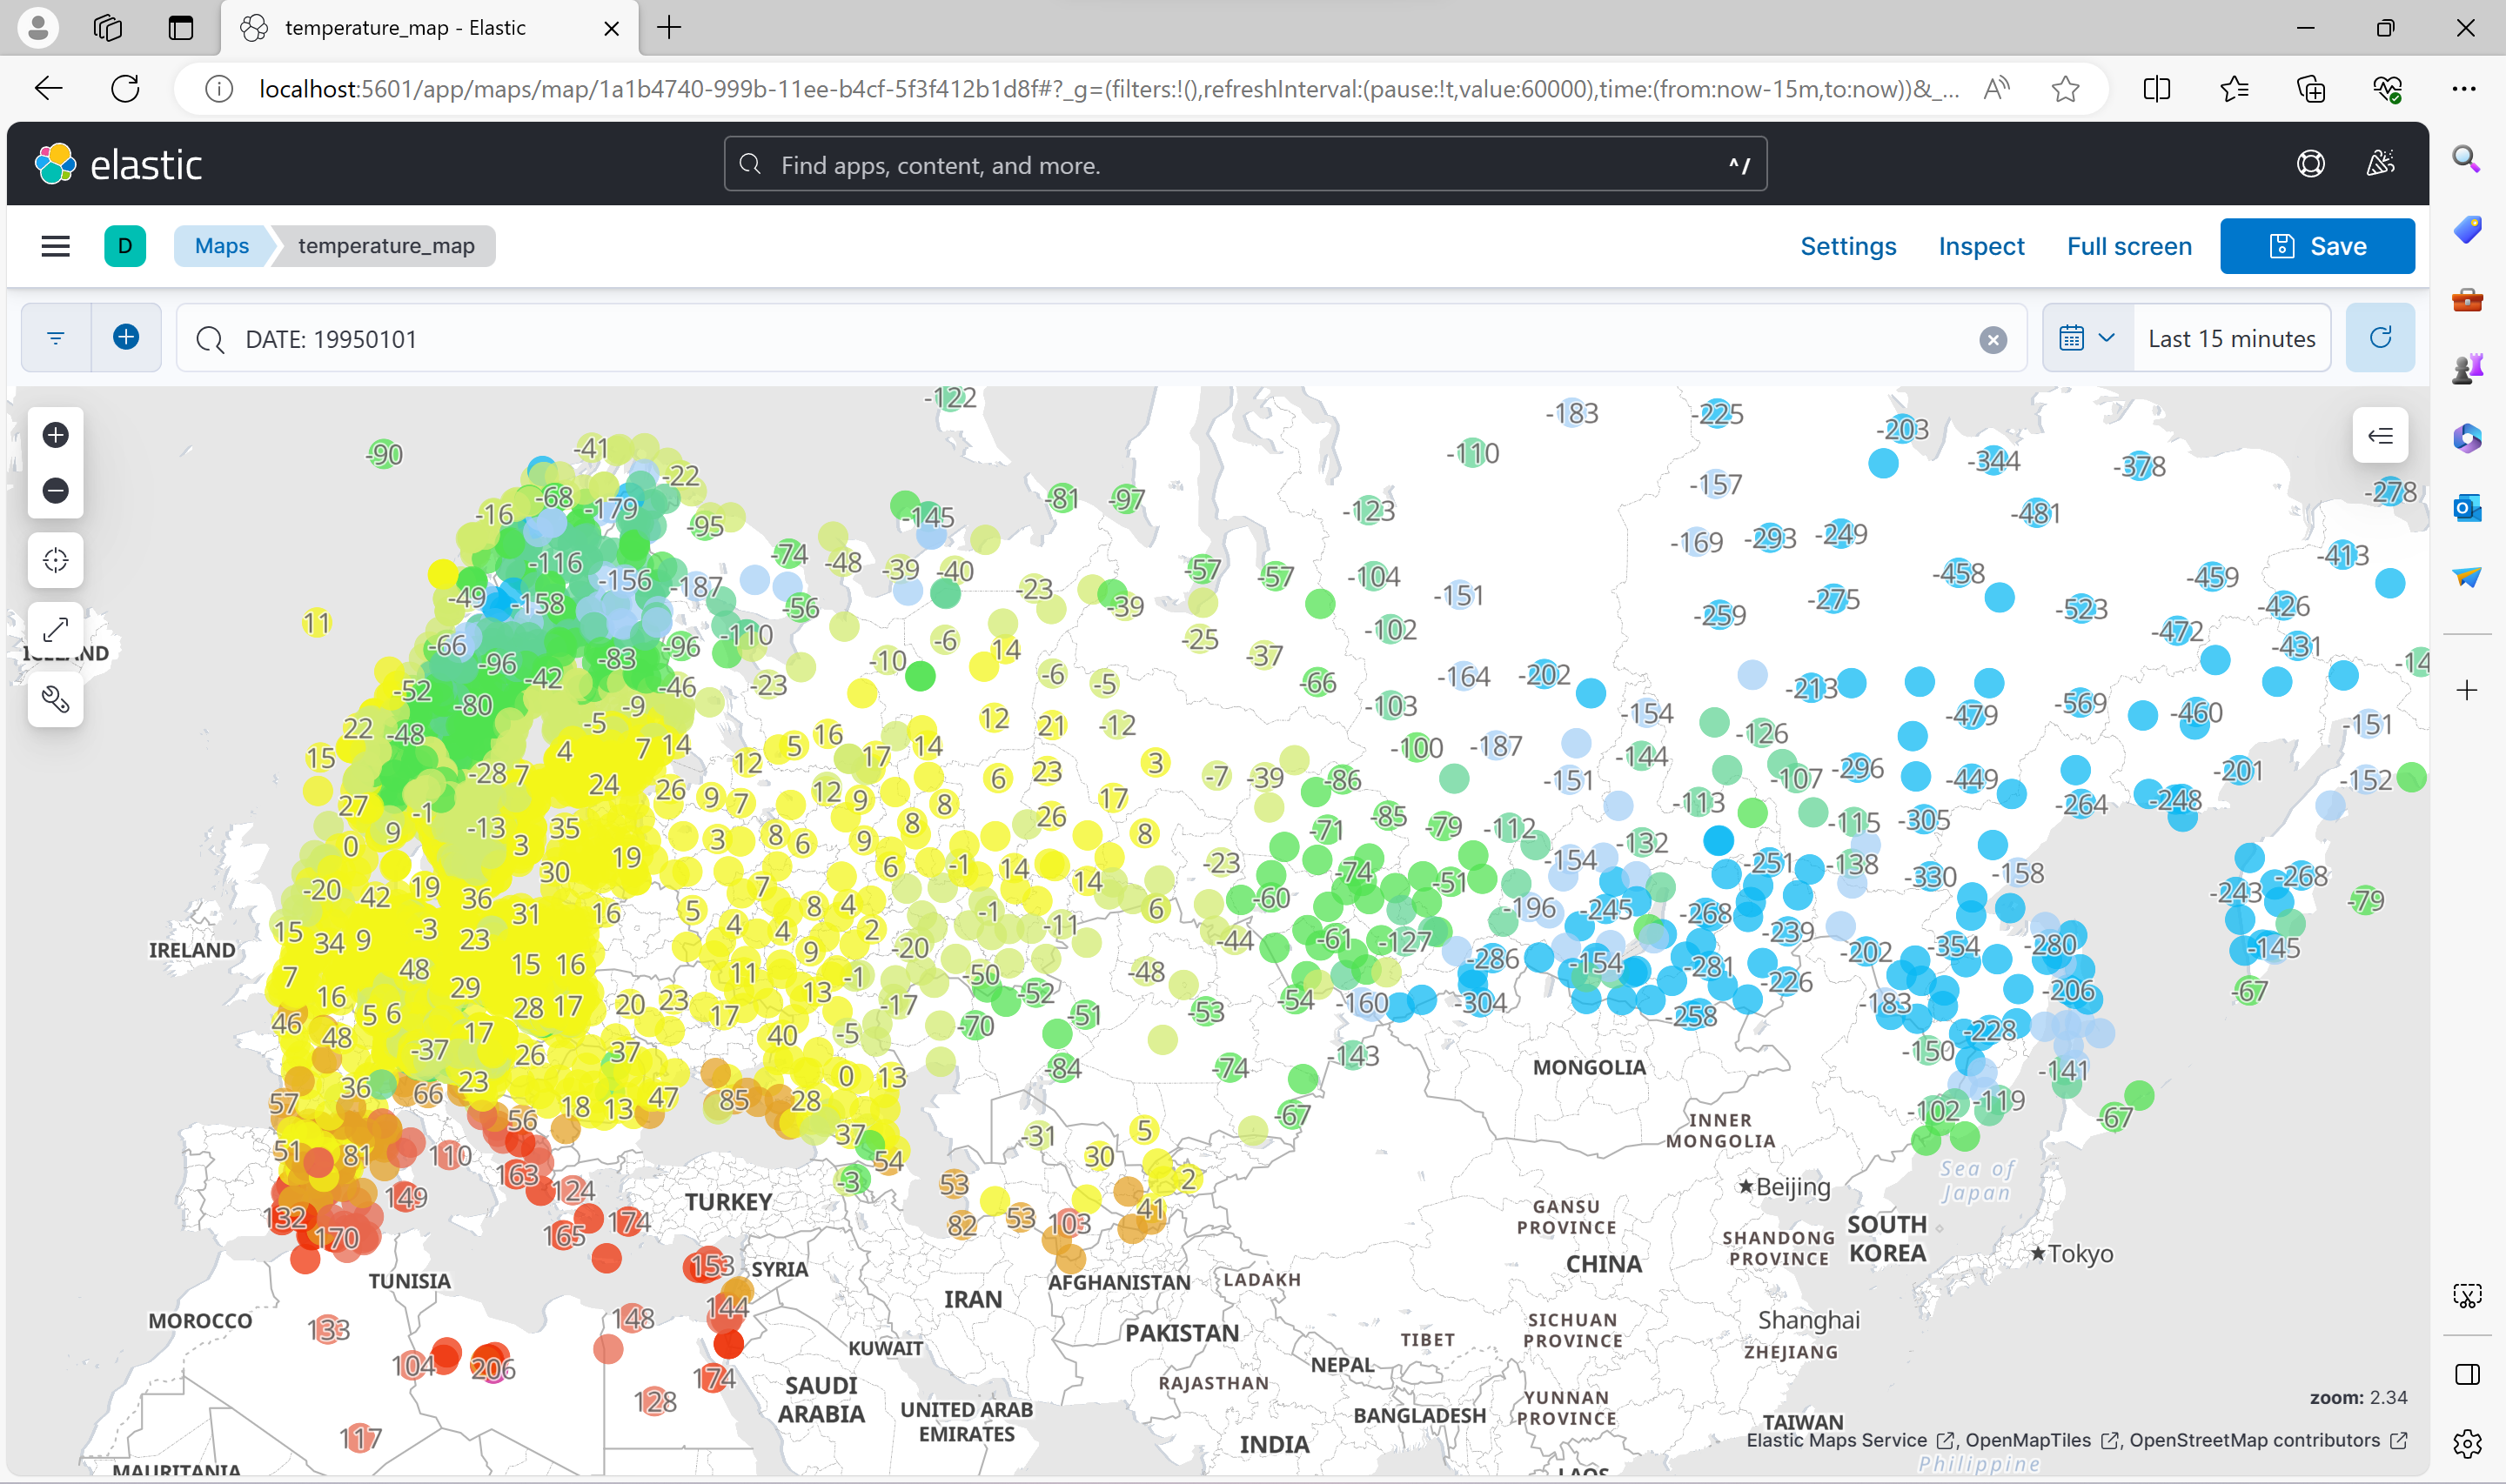 temperature_map - Elastic
localhost:5601/app/maps/map/1a1b4740-999b-11ee-b4cf-5f3f412b1d8f#?_g=(filters:!(),refreshInterval:(pause:!t,value:60000),time:(from:now-15m,to:now))&_...
elastic
Find apps, content, and more.
^/
D
Maps
temperature_map
Settings
Inspect
Full screen
Save
DATE: 19950101
Last 15 minutes
-122
-183 -225 -203
-90 -41 -110 -344 -378
-22 -157 -278
-68 -179 -81 -97
-16 -95 -145 -123 -481
-169 -293 -249
-116 -74 -48 -39 -40 -57 -57 -104 -458 -459 -413
-156 -187 -23 -151 -275
-49 -158 -56 -39 -259 -523 -426
11 -110 -6 -25 -102 -472
ICELAND
-66 -96 -83 -96 -10 14 -37 -431
-52 -42 -46 -23 -6 -5 -66 -164 -202 -213 -14
-80 -9 -103 -154 -479 -569 -460
22 -48 -5 12 21 -12 -126 -151
15 4 7 14 12 5 16 17 14 3 -100 -187 -144
-28 7 24 6 23 -7 -39 -86 -151 -107 -296 -449 -201 -152
27 -1 26 9 7 12 9 8 17 -113 -264 -248
9 -13 35 8 26 8 -71 -85 -79 -112 -115 -305
0 3 19 3 8 6 9 -132
30 6 -1 14 -23 -74 -154 -251 -138 -330 -158
-20 42 19 36 7 14 -51 -243 -268
31 16 5 8 4 -1 6 -60 -196 -245 -268 -79
15 34 9 -3 23 4 4 2 -11 -44 -61 -127 -239
9 -20 -286 -154 -281 -202 -354 -280 -145
7 48 15 16 11 -1 -50 -48 -226
16 29 13 -52 -54 -160 -304 -183 -206 -67
5 6 28 17 20 23 17 -17 -51 -53 -258
46 48 17 40 -5 -70 -228
-37 26 37 -84 -74 -143 -150
36 23 0 13 -141
57 66 18 13 47 85 28 -102 -119
56 37 -31 5 -67 -67
51 81 110 54 30
163 124 -3 53 2
149 41
132 170 165 174 82 53 103
153
144
133 148
104 206 174
128
117
IRELAND
MONGOLIA
INNER
MONGOLIA
Sea of
Japan
Beijing
TURKEY
GANSU
PROVINCE
SOUTH
KOREA
SHANDONG
PROVINCE
Tokyo
CHINA
SYRIA
TUNISIA
AFGHANISTAN
LADAKH
IRAN
MOROCCO
PAKISTAN
SICHUAN
PROVINCE
Shanghai
TIBET
KUWAIT
ZHEJIANG
NEPAL
SAUDI
ARABIA
RAJASTHAN
YUNNAN
PROVINCE
UNITED ARAB
EMIRATES
BANGLADESH
TAIWAN
INDIA
zoom: 2.34
Elastic Maps Service , OpenMapTiles , OpenStreetMap contributors
Philippine
MAURITANIA
LAOS